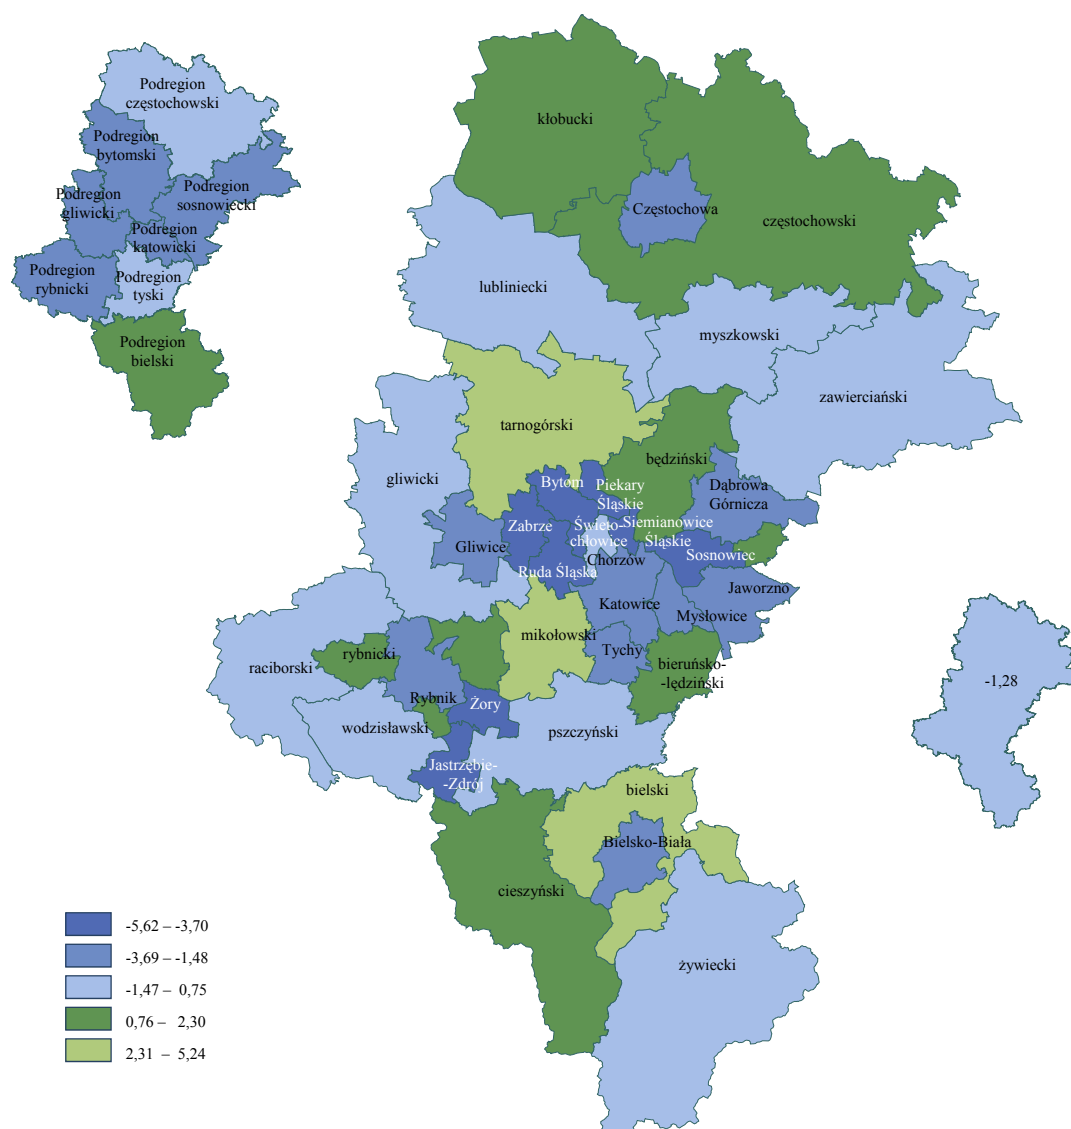 Podregion
częstochowski
Podregion
bytomski
Podregion
gliwicki
Podregion
sosnowiecki
Podregion
katowicki
Podregion
rybnicki
Podregion
tyski
Podregion
bielski
kłobucki
Częstochowa
częstochowski
lubliniecki
myszkowski
zawierciański
tarnogórski
będziński
gliwicki
Bytom
Piekary
Śląskie
Dąbrowa
Górnicza
Zabrze
Święto-
chłowice
Siemianowice
Śląskie
Gliwice
Chorzów
Sosnowiec
Ruda Śląska
Katowice
Jaworzno
Mysłowice
mikołowski
Tychy
bieruńsko-
-lędziński
raciborski
rybnicki
Rybnik
Żory
wodzisławski
pszczyński
Jastrzębie-
-Zdrój
bielski
Bielsko-Biała
cieszyński
żywiecki
-1,28
-5,62 – -3,70
-3,69 – -1,48
-1,47 – 0,75
0,76 – 2,30
2,31 – 5,24